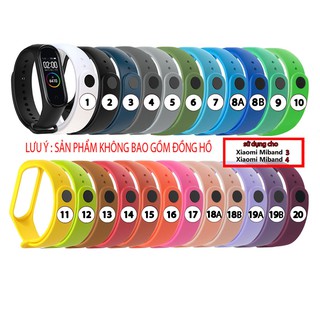 1 2 3 4 5 6 7 8A 8B 9 10
LƯU Ý : SẢN PHẨM KHÔNG BAO GỒM ĐỒNG HỒ
sử dụng cho
Xiaomi Miband 3
Xiaomi Miband 4
11 12 13 14 15 16 17 18A 18B 19A 19B 20